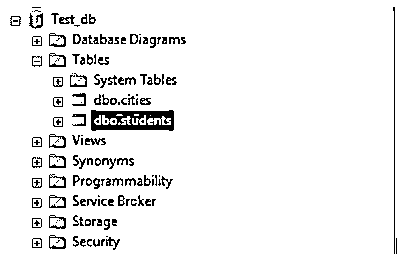 Test_db
Database Diagrams
Tables
System Tables
dbo.cities
dbo.students
Views
Synonyms
Programmability
Service Broker
Storage
Security